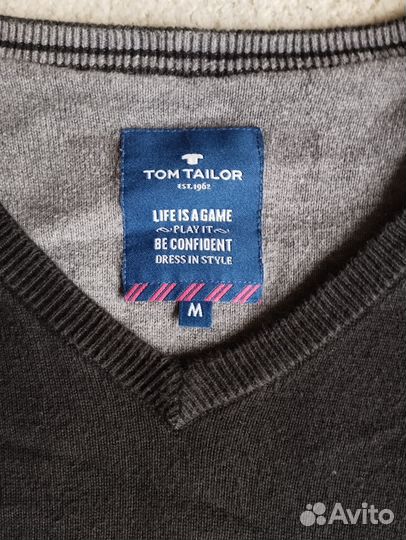 TOM TAILOR
EST. 1962
LIFE IS A GAME
PLAY IT
BE CONFIDENT
DRESS IN STYLE
M
Avito